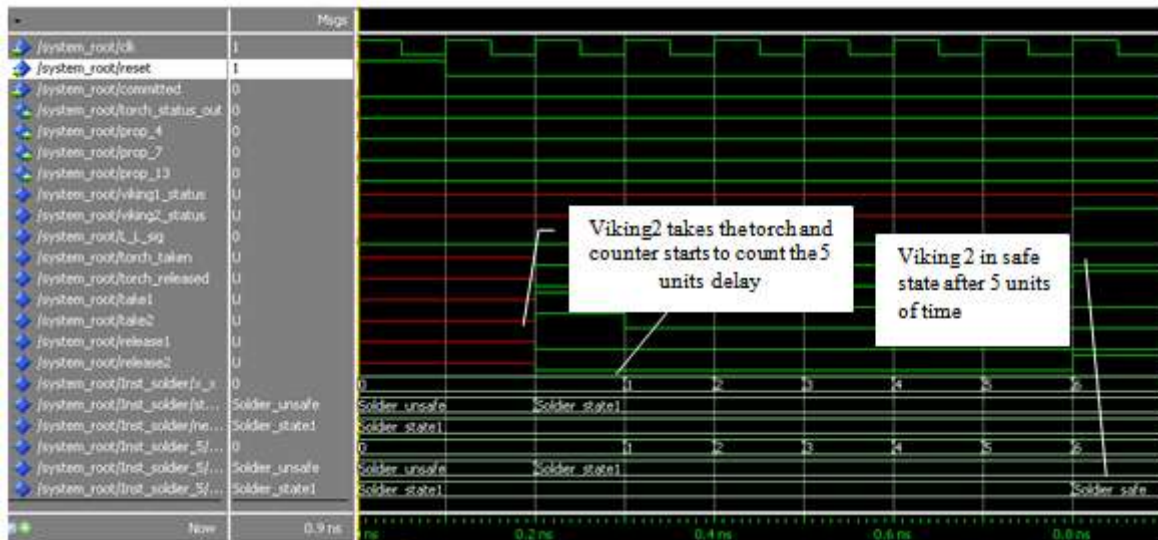 Msgs
/system_root/clk 1
/system_root/reset 1
/system_root/committed 0
/system_root/torch_status_out 0
/system_root/prop_4 0
/system_root/prop_7 0
/system_root/prop_13 0
/system_root/viking1_status U
/system_root/viking2_status U
/system_root/L_L_sig 0
/system_root/torch_taken U
/system_root/torch_released U
/system_root/take1 U
/system_root/take2 U
/system_root/release1 U
/system_root/release2 U
/system_root/Inst_soldier/x_x 0 0 1 2 3 4 5 6
/system_root/Inst_soldier/st... Soldier_unsafe Soldier_unsafe Soldier_state1
/system_root/Inst_soldier/ne... Soldier_state1 Soldier_state1
/system_root/Inst_soldier_5/... 0 0 1 2 3 4 5 6
/system_root/Inst_soldier_5/... Soldier_unsafe Soldier_unsafe Soldier_state1
/system_root/Inst_soldier_5/... Soldier_state1 Soldier_state1 Soldier_safe
Viking2 takes the torch and
counter starts to count the 5
units delay
Viking 2 in safe
state after 5 units
of time
Now 0.9 ns ns 0.2 ns 0.4 ns 0.6 ns 0.8 ns